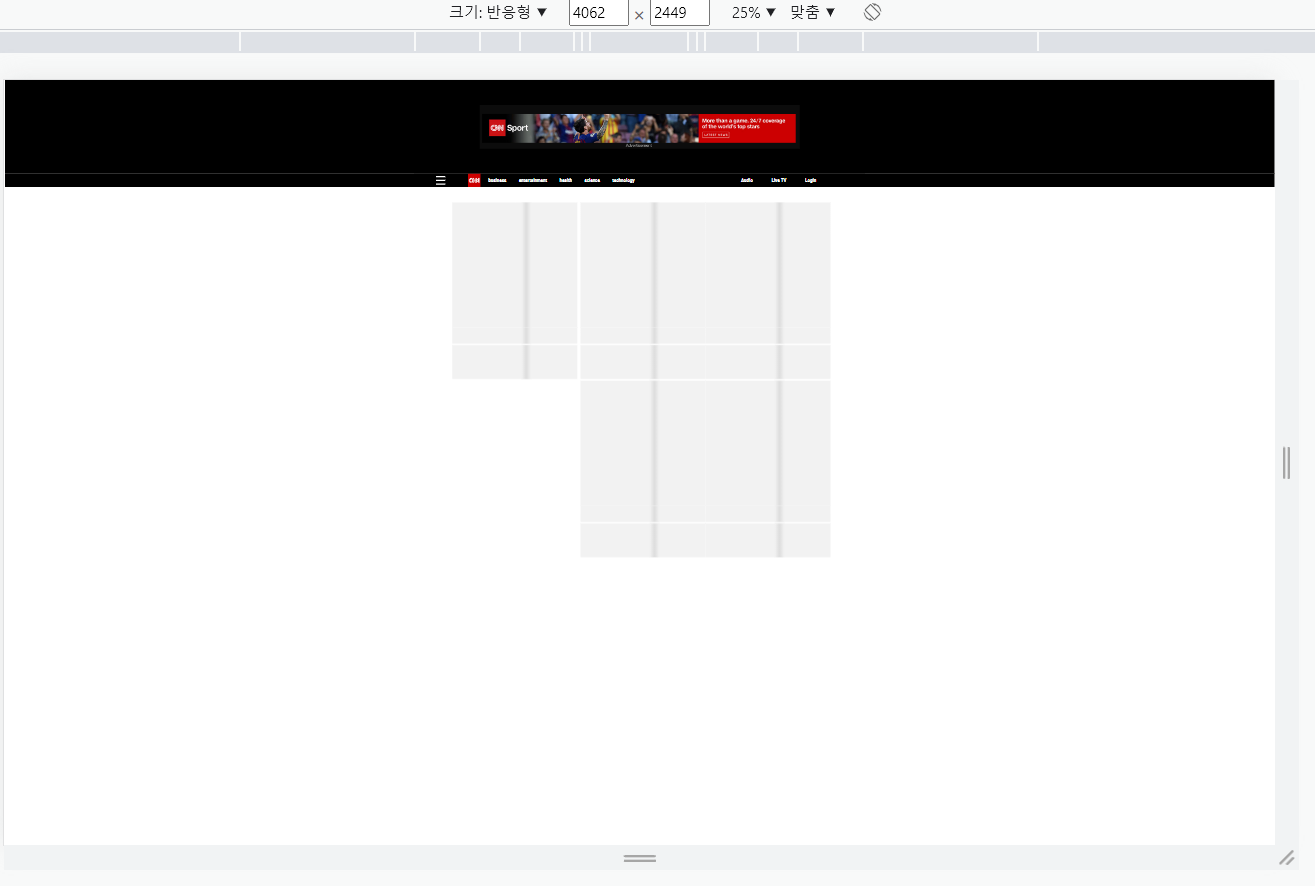 크기: 반응형 ▼ 4062 × 2449 25% ▼ 맞춤 ▼
CNN Sport
More than a game. 24/7 coverage
of the world's top stars
LATEST NEWS
Advertisement
business entertainment health science technology Audio Live TV Login